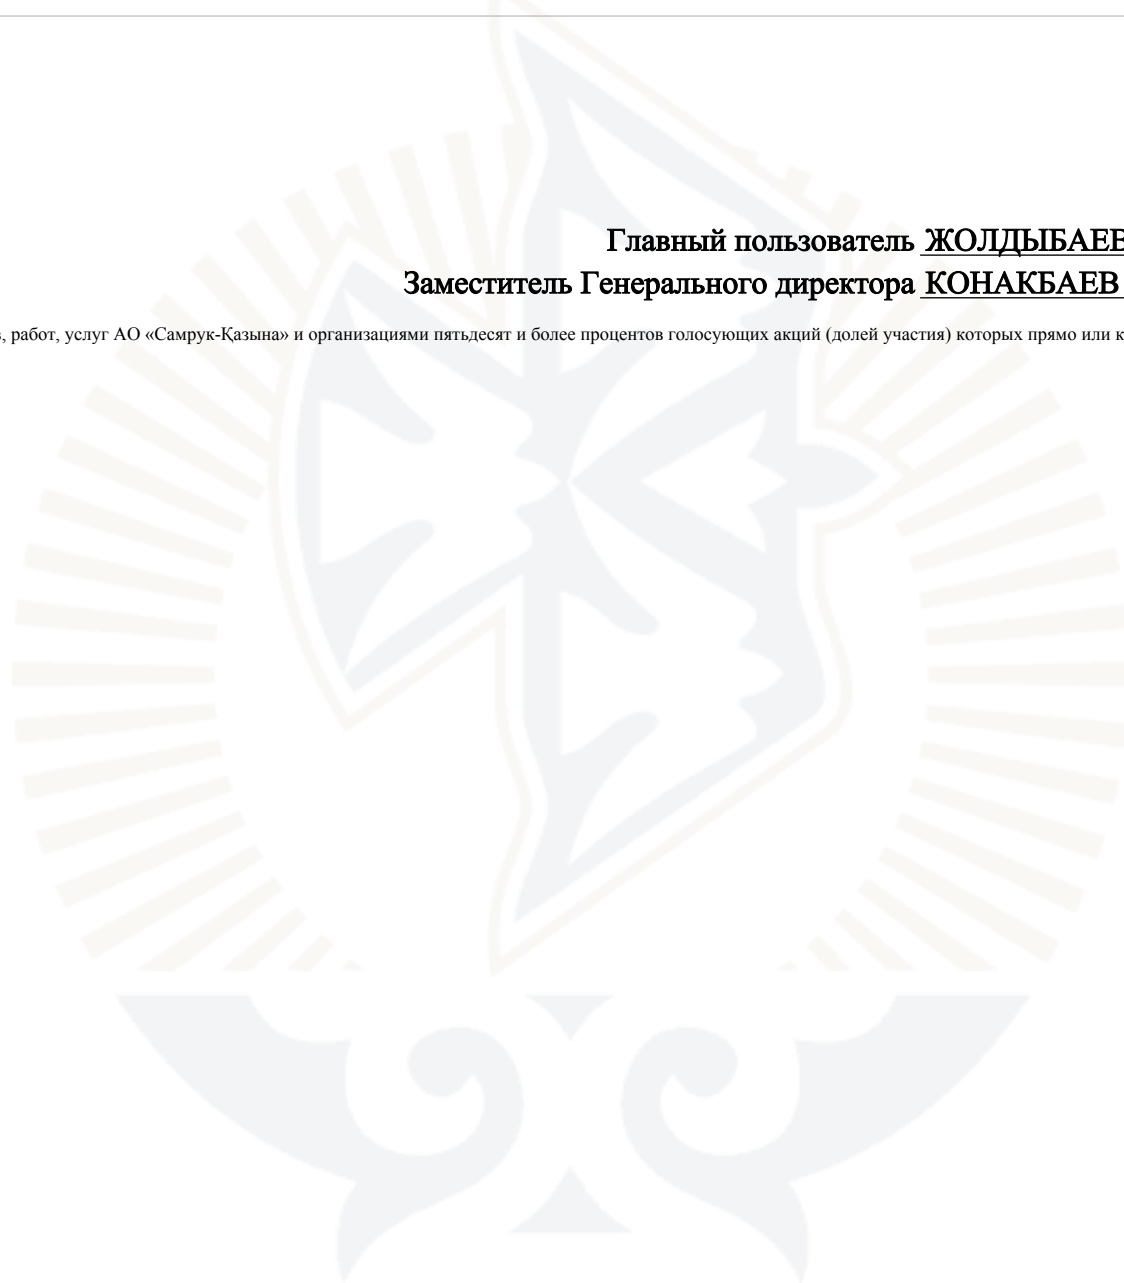 Главный пользователь ЖОЛДЫБАЕВ
Заместитель Генерального директора КОНАКБАЕВ
, работ, услуг АО «Самрук-Қазына» и организациями пятьдесят и более процентов голосующих акций (долей участия) которых прямо или к